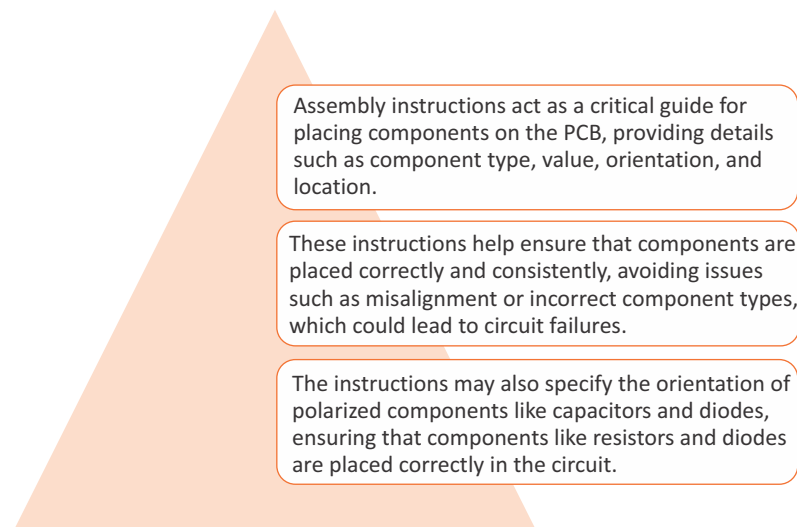 Assembly instructions act as a critical guide for
placing components on the PCB, providing details
such as component type, value, orientation, and
location.
These instructions help ensure that components are
placed correctly and consistently, avoiding issues
such as misalignment or incorrect component types,
which could lead to circuit failures.
The instructions may also specify the orientation of
polarized components like capacitors and diodes,
ensuring that components like resistors and diodes
are placed correctly in the circuit.